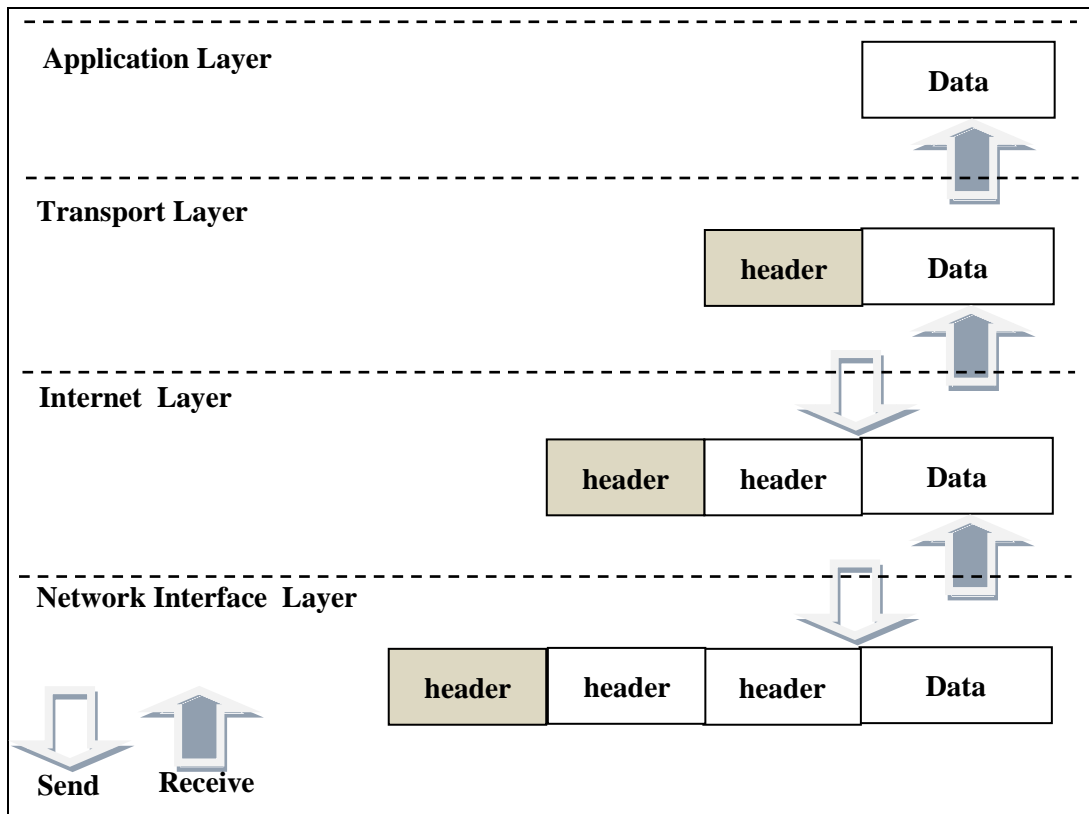 Application Layer
Data
Transport Layer
header Data
Internet Layer
header header Data
Network Interface Layer
header header header Data
Send Receive